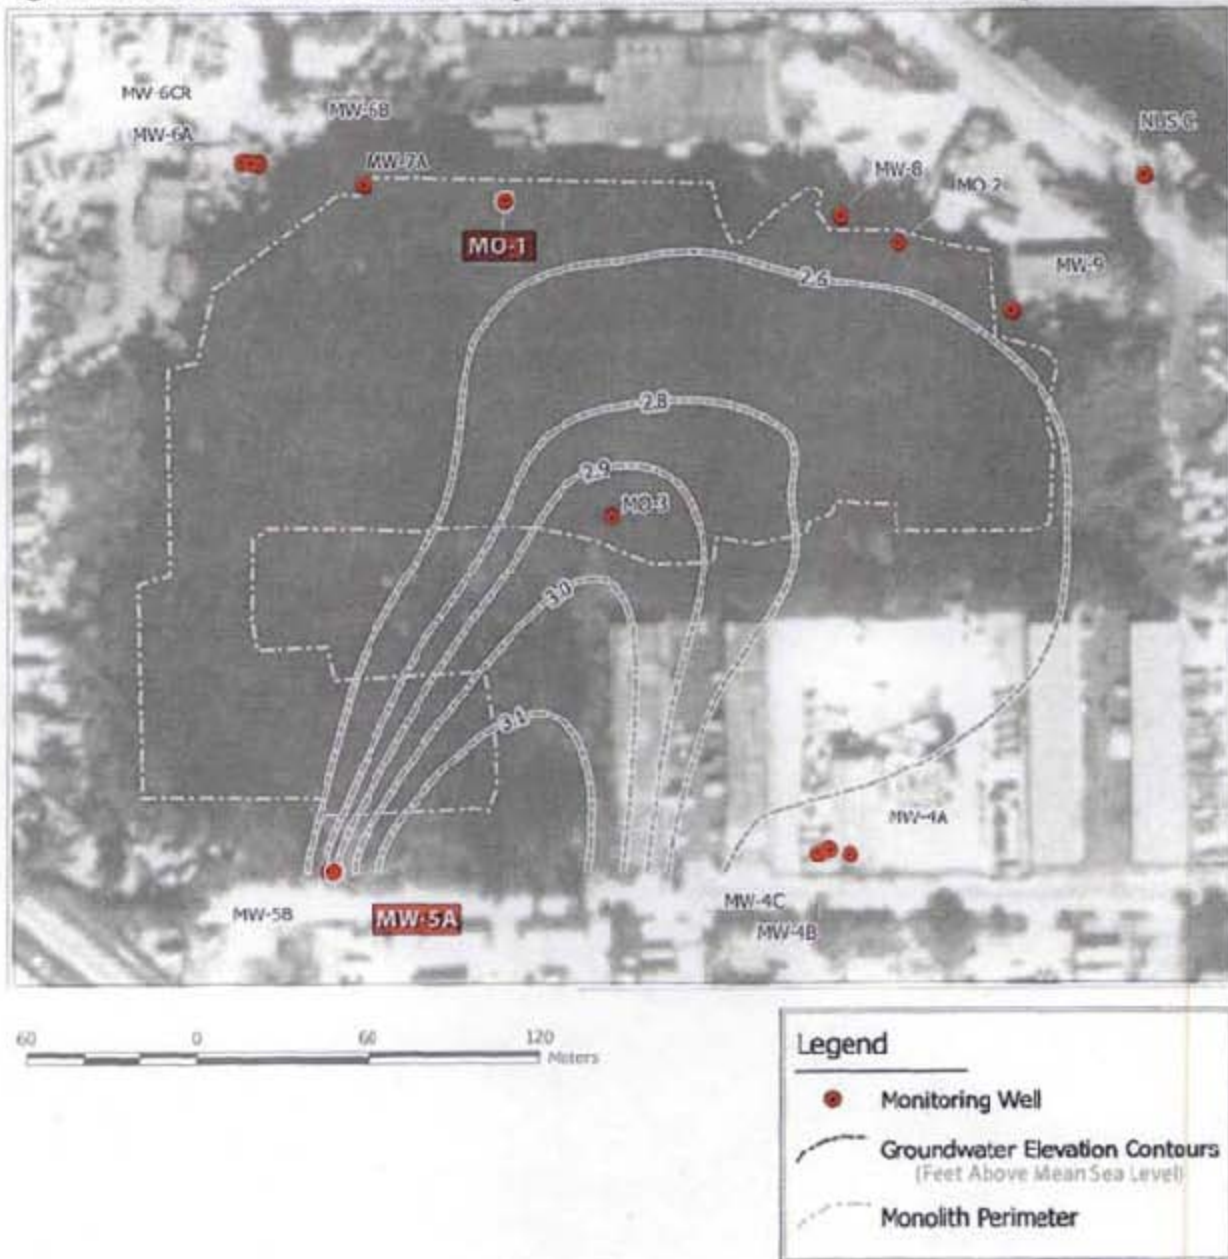 MW-6CR
MW-6B
MW-6A
NUS-C
MW-7A
MW-8
MO-2
MO-1
MW-9
2.6
2.8
2.9
MO-3
3.0
3.1
MW-4A
MW-4C
MW-5B
MW-5A
MW-4B
60 0 60 120
Meters
Legend
Monitoring Well
Groundwater Elevation Contours
(Feet Above Mean Sea Level)
Monolith Perimeter